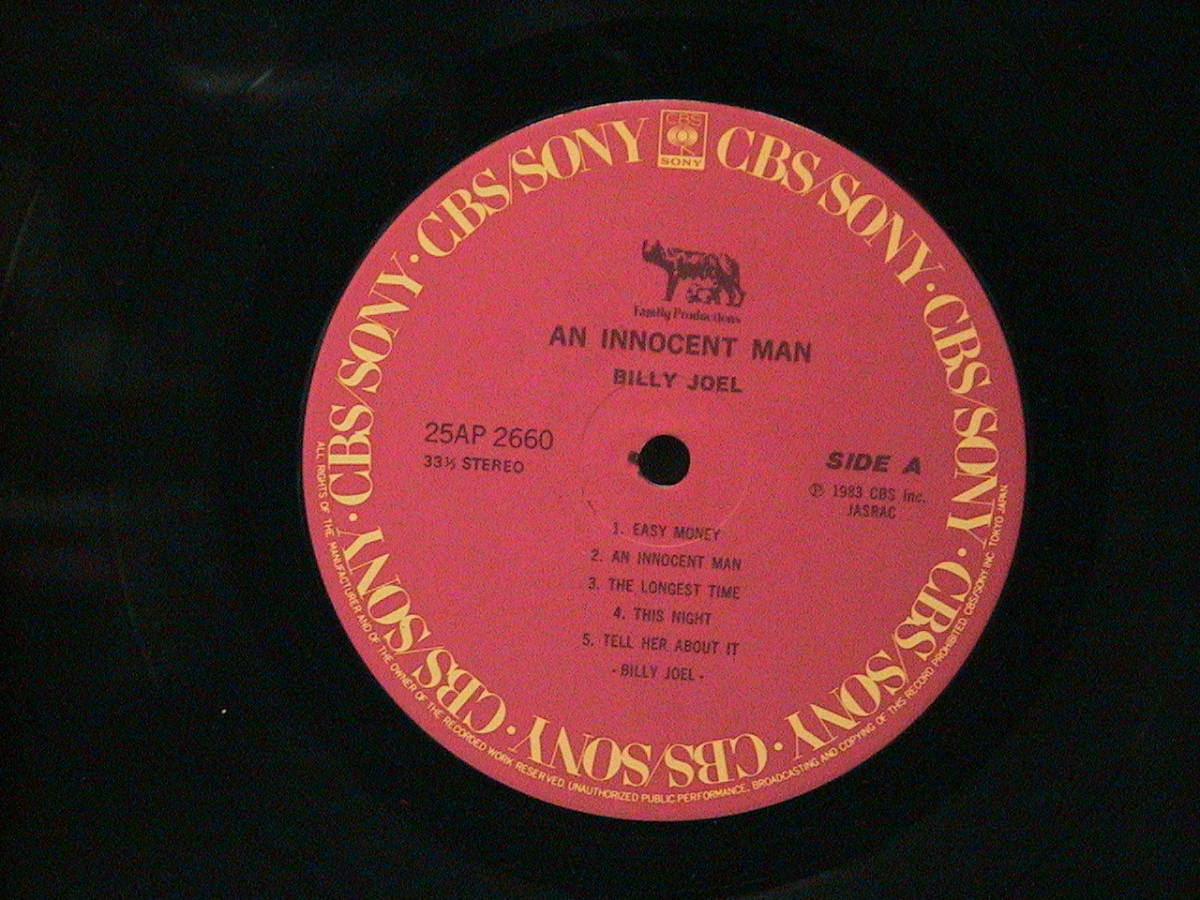 CBS/SONY · CBS/SONY · CBS/SONY · CBS/SONY · CBS/SONY · CBS/SONY · CBS/SONY · CBS/SONY
CBS
SONY
Family Productions
AN INNOCENT MAN
BILLY JOEL
25AP 2660
33⅓ STEREO
SIDE A
Ⓟ 1983 CBS Inc.
JASRAC
1. EASY MONEY
2. AN INNOCENT MAN
3. THE LONGEST TIME
4. THIS NIGHT
5. TELL HER ABOUT IT
- BILLY JOEL -
ALL RIGHTS OF THE MANUFACTURER AND OF THE OWNER OF THE RECORDED WORK RESERVED. UNAUTHORIZED PUBLIC PERFORMANCE, BROADCASTING AND COPYING OF THIS RECORD PROHIBITED CBS/SONY INC TOKYO JAPAN